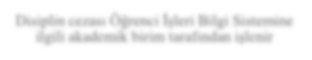 Disiplin cezası Öğrenci İşleri Bilgi Sistemine
ilgili akademik birim tarafından işlenir